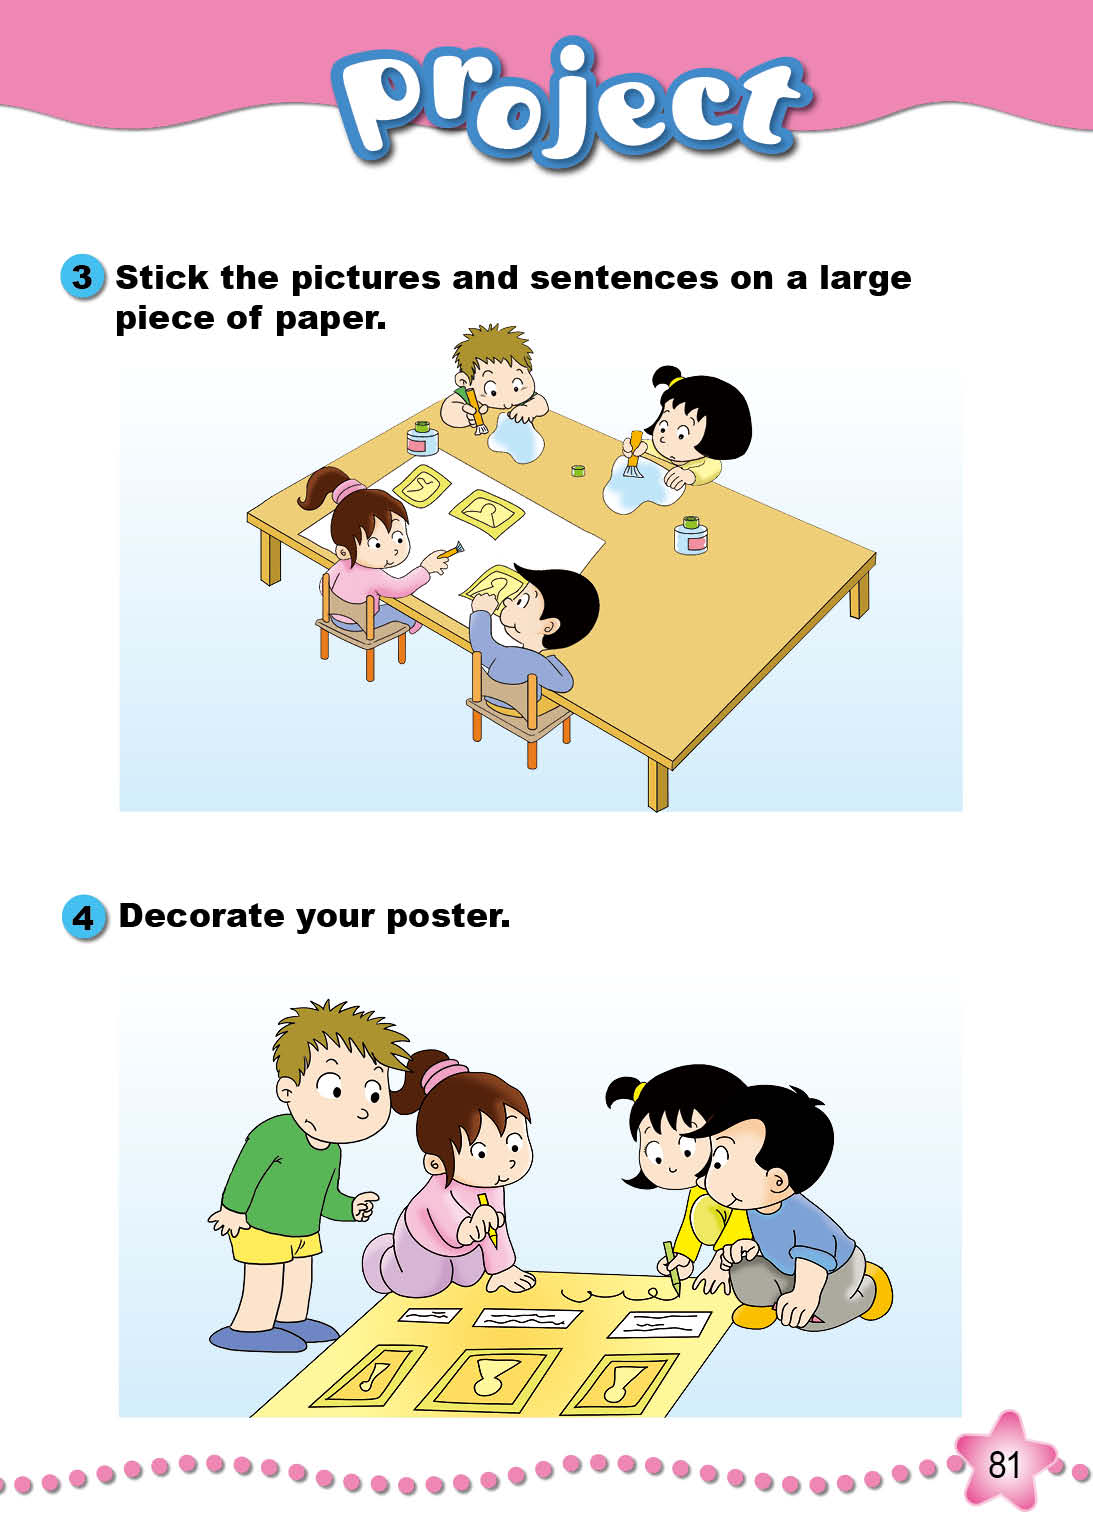 project
3 Stick the pictures and sentences on a large
piece of paper.
4 Decorate your poster.
81